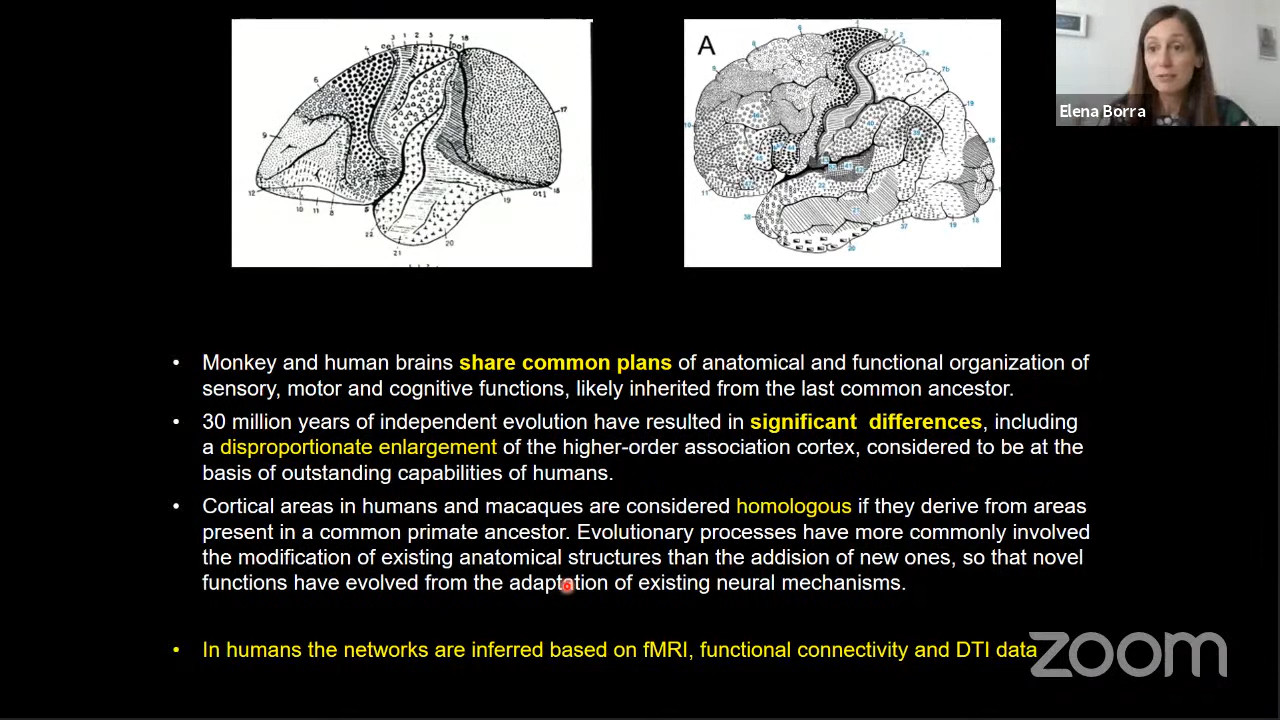 A
Elena Borra
• Monkey and human brains share common plans of anatomical and functional organization of
sensory, motor and cognitive functions, likely inherited from the last common ancestor.
• 30 million years of independent evolution have resulted in significant differences, including
a disproportionate enlargement of the higher-order association cortex, considered to be at the
basis of outstanding capabilities of humans.
• Cortical areas in humans and macaques are considered homologous if they derive from areas
present in a common primate ancestor. Evolutionary processes have more commonly involved
the modification of existing anatomical structures than the addision of new ones, so that novel
functions have evolved from the adaptation of existing neural mechanisms.
• In humans the networks are inferred based on fMRI, functional connectivity and DTI data
zoom